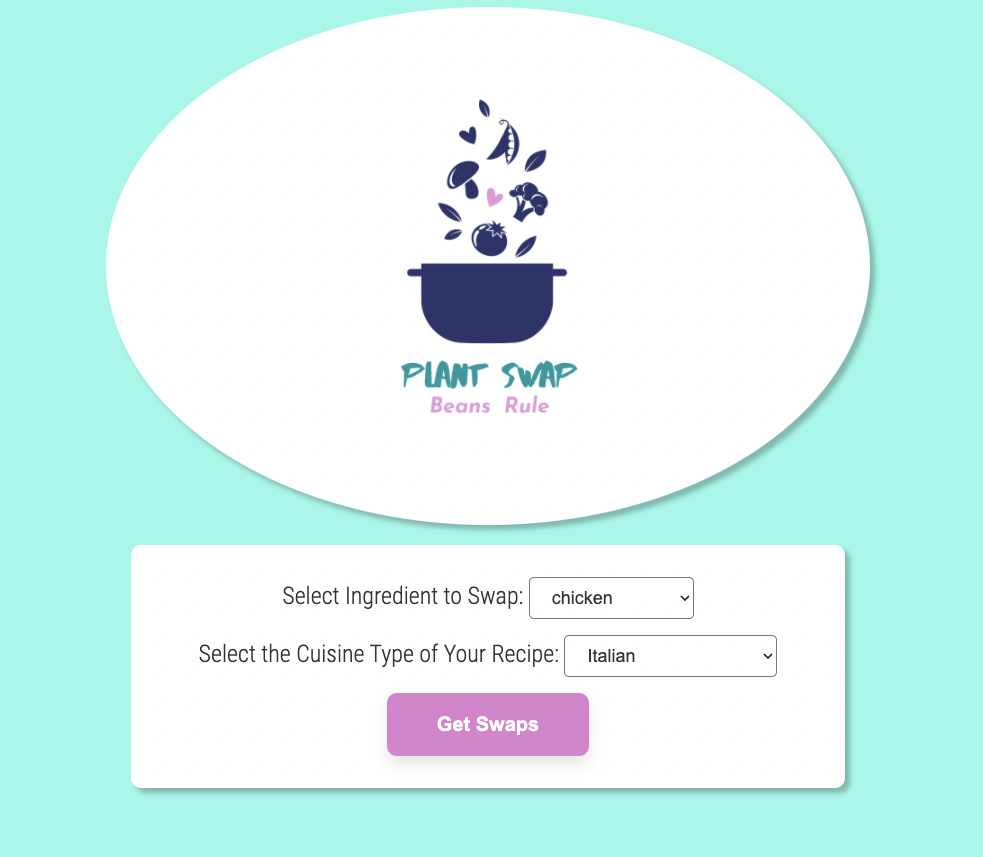 PLANT SWAP
Beans Rule
Select Ingredient to Swap: chicken
Select the Cuisine Type of Your Recipe: Italian
Get Swaps